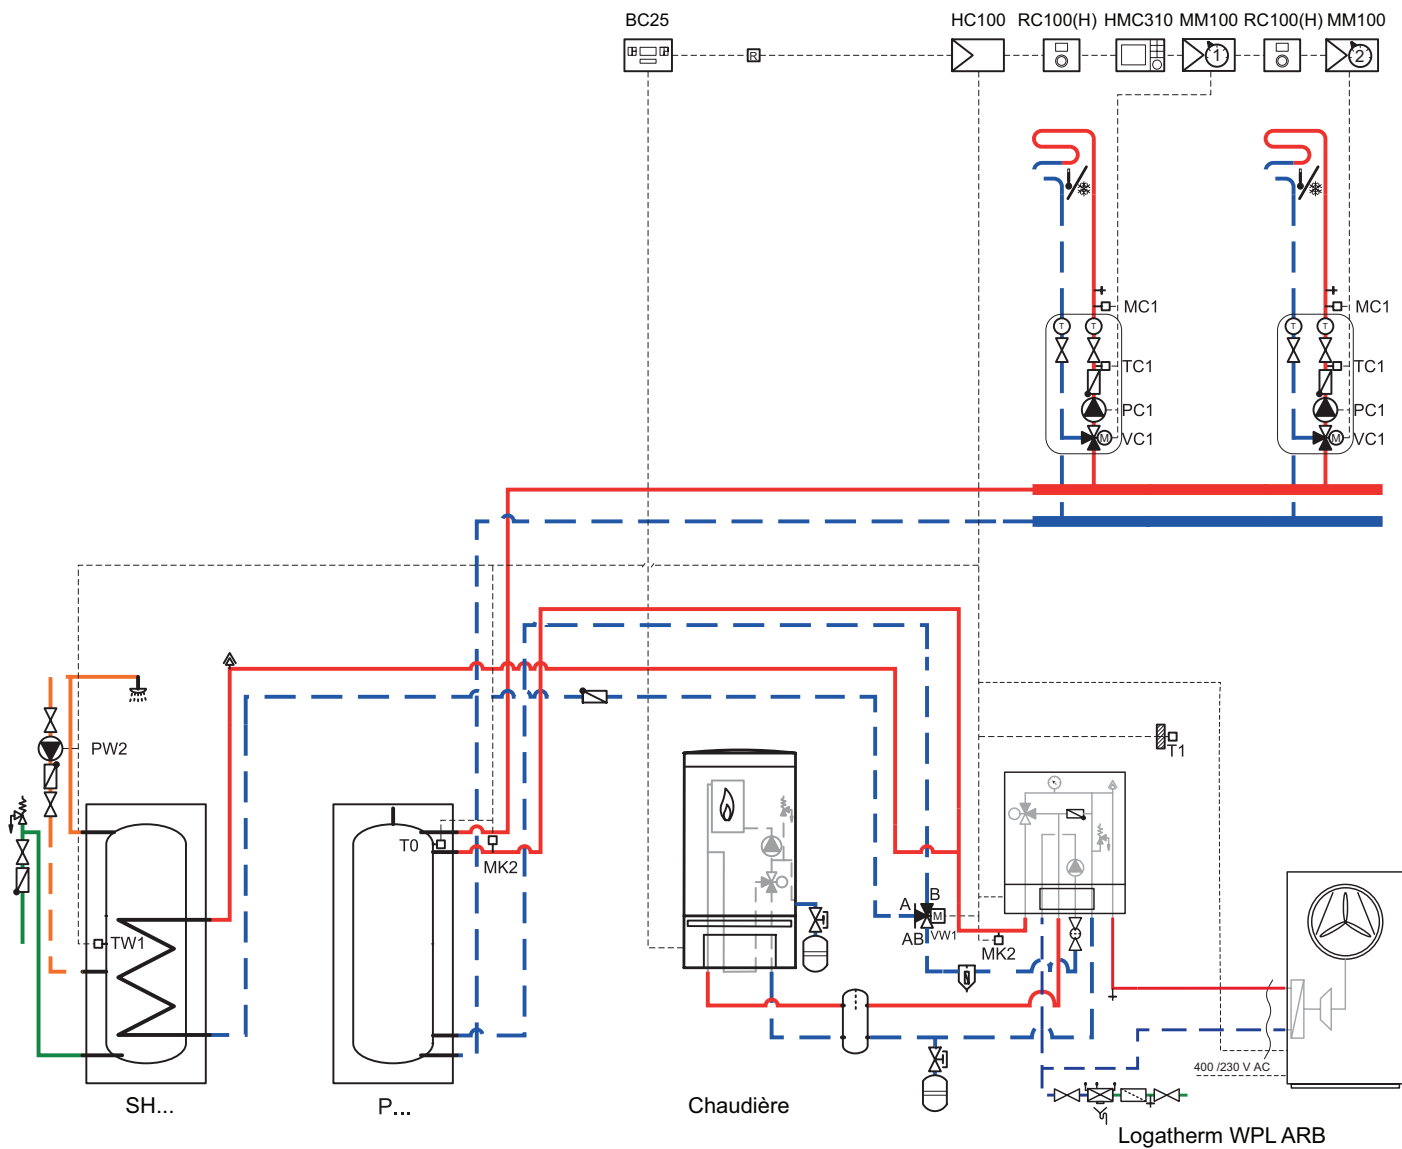 BC25 HC100 RC100(H) HMC310 MM100 RC100(H) MM100
R 1 2
MC1 MC1
T T T T
TC1 TC1
PC1 PC1
M VC1 M VC1
PW2
T1
T0
MK2
A B
M
AB VW1
TW1
MK2
400 /230 V AC
SH... P... Chaudière
Logatherm WPL ARB